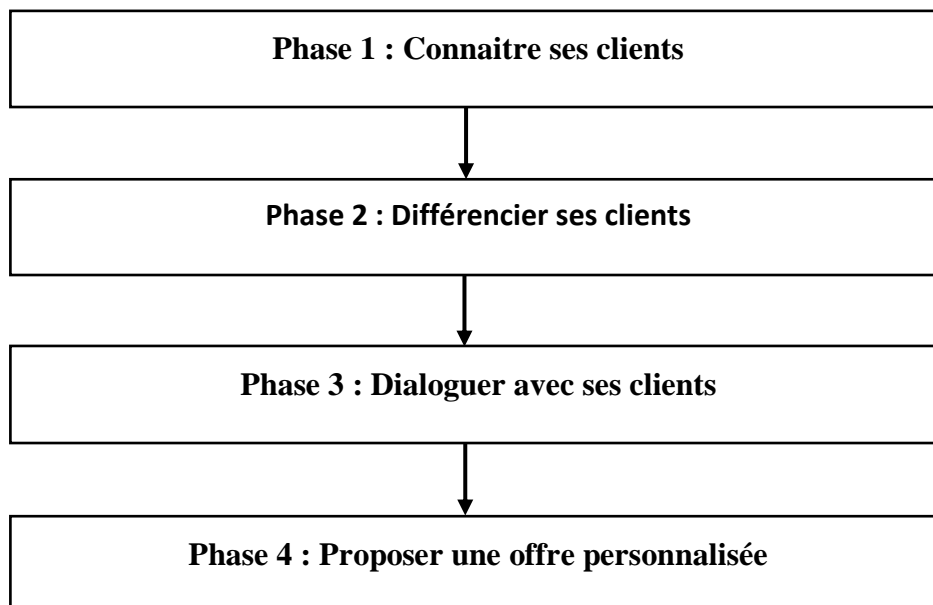 Phase 1 : Connaitre ses clients
Phase 2 : Différencier ses clients
Phase 3 : Dialoguer avec ses clients
Phase 4 : Proposer une offre personnalisée